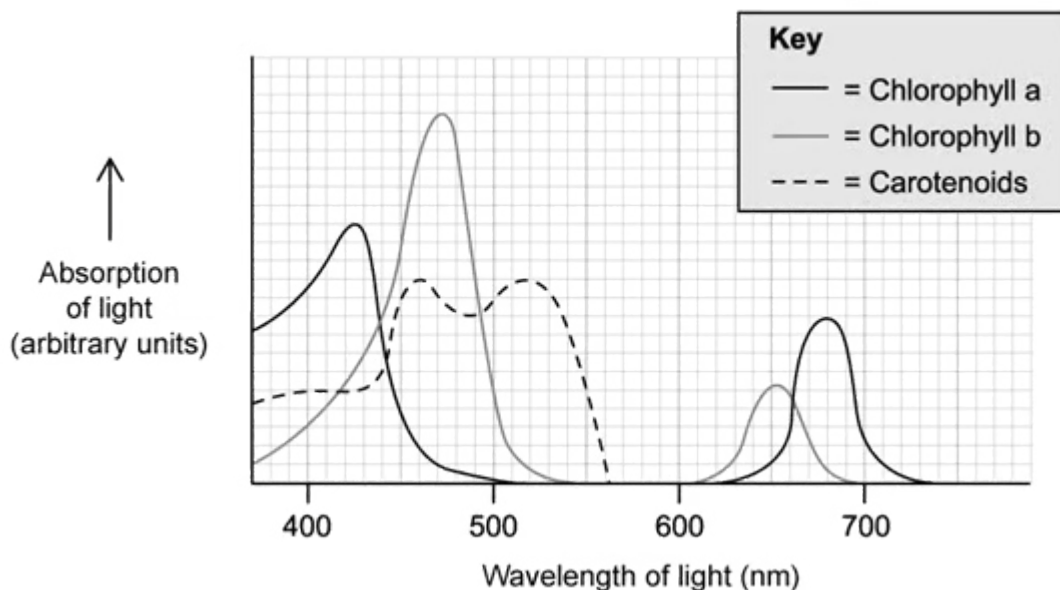 Key
= Chlorophyll a
= Chlorophyll b
= Carotenoids
Absorption
of light
(arbitrary units)
400 500 600 700
Wavelength of light (nm)